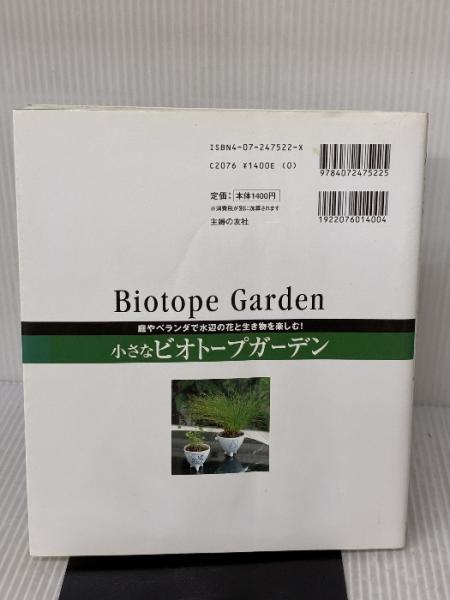 ISBN4-07-247522-X
C2076 ¥1400E (0)
9784072475225
定価: 本体1400円
※消費税が別に加算されます
主婦の友社
1922076014004
Biotope Garden
庭やベランダで水辺の花と生き物を楽しむ!
小さなビオトープガーデン